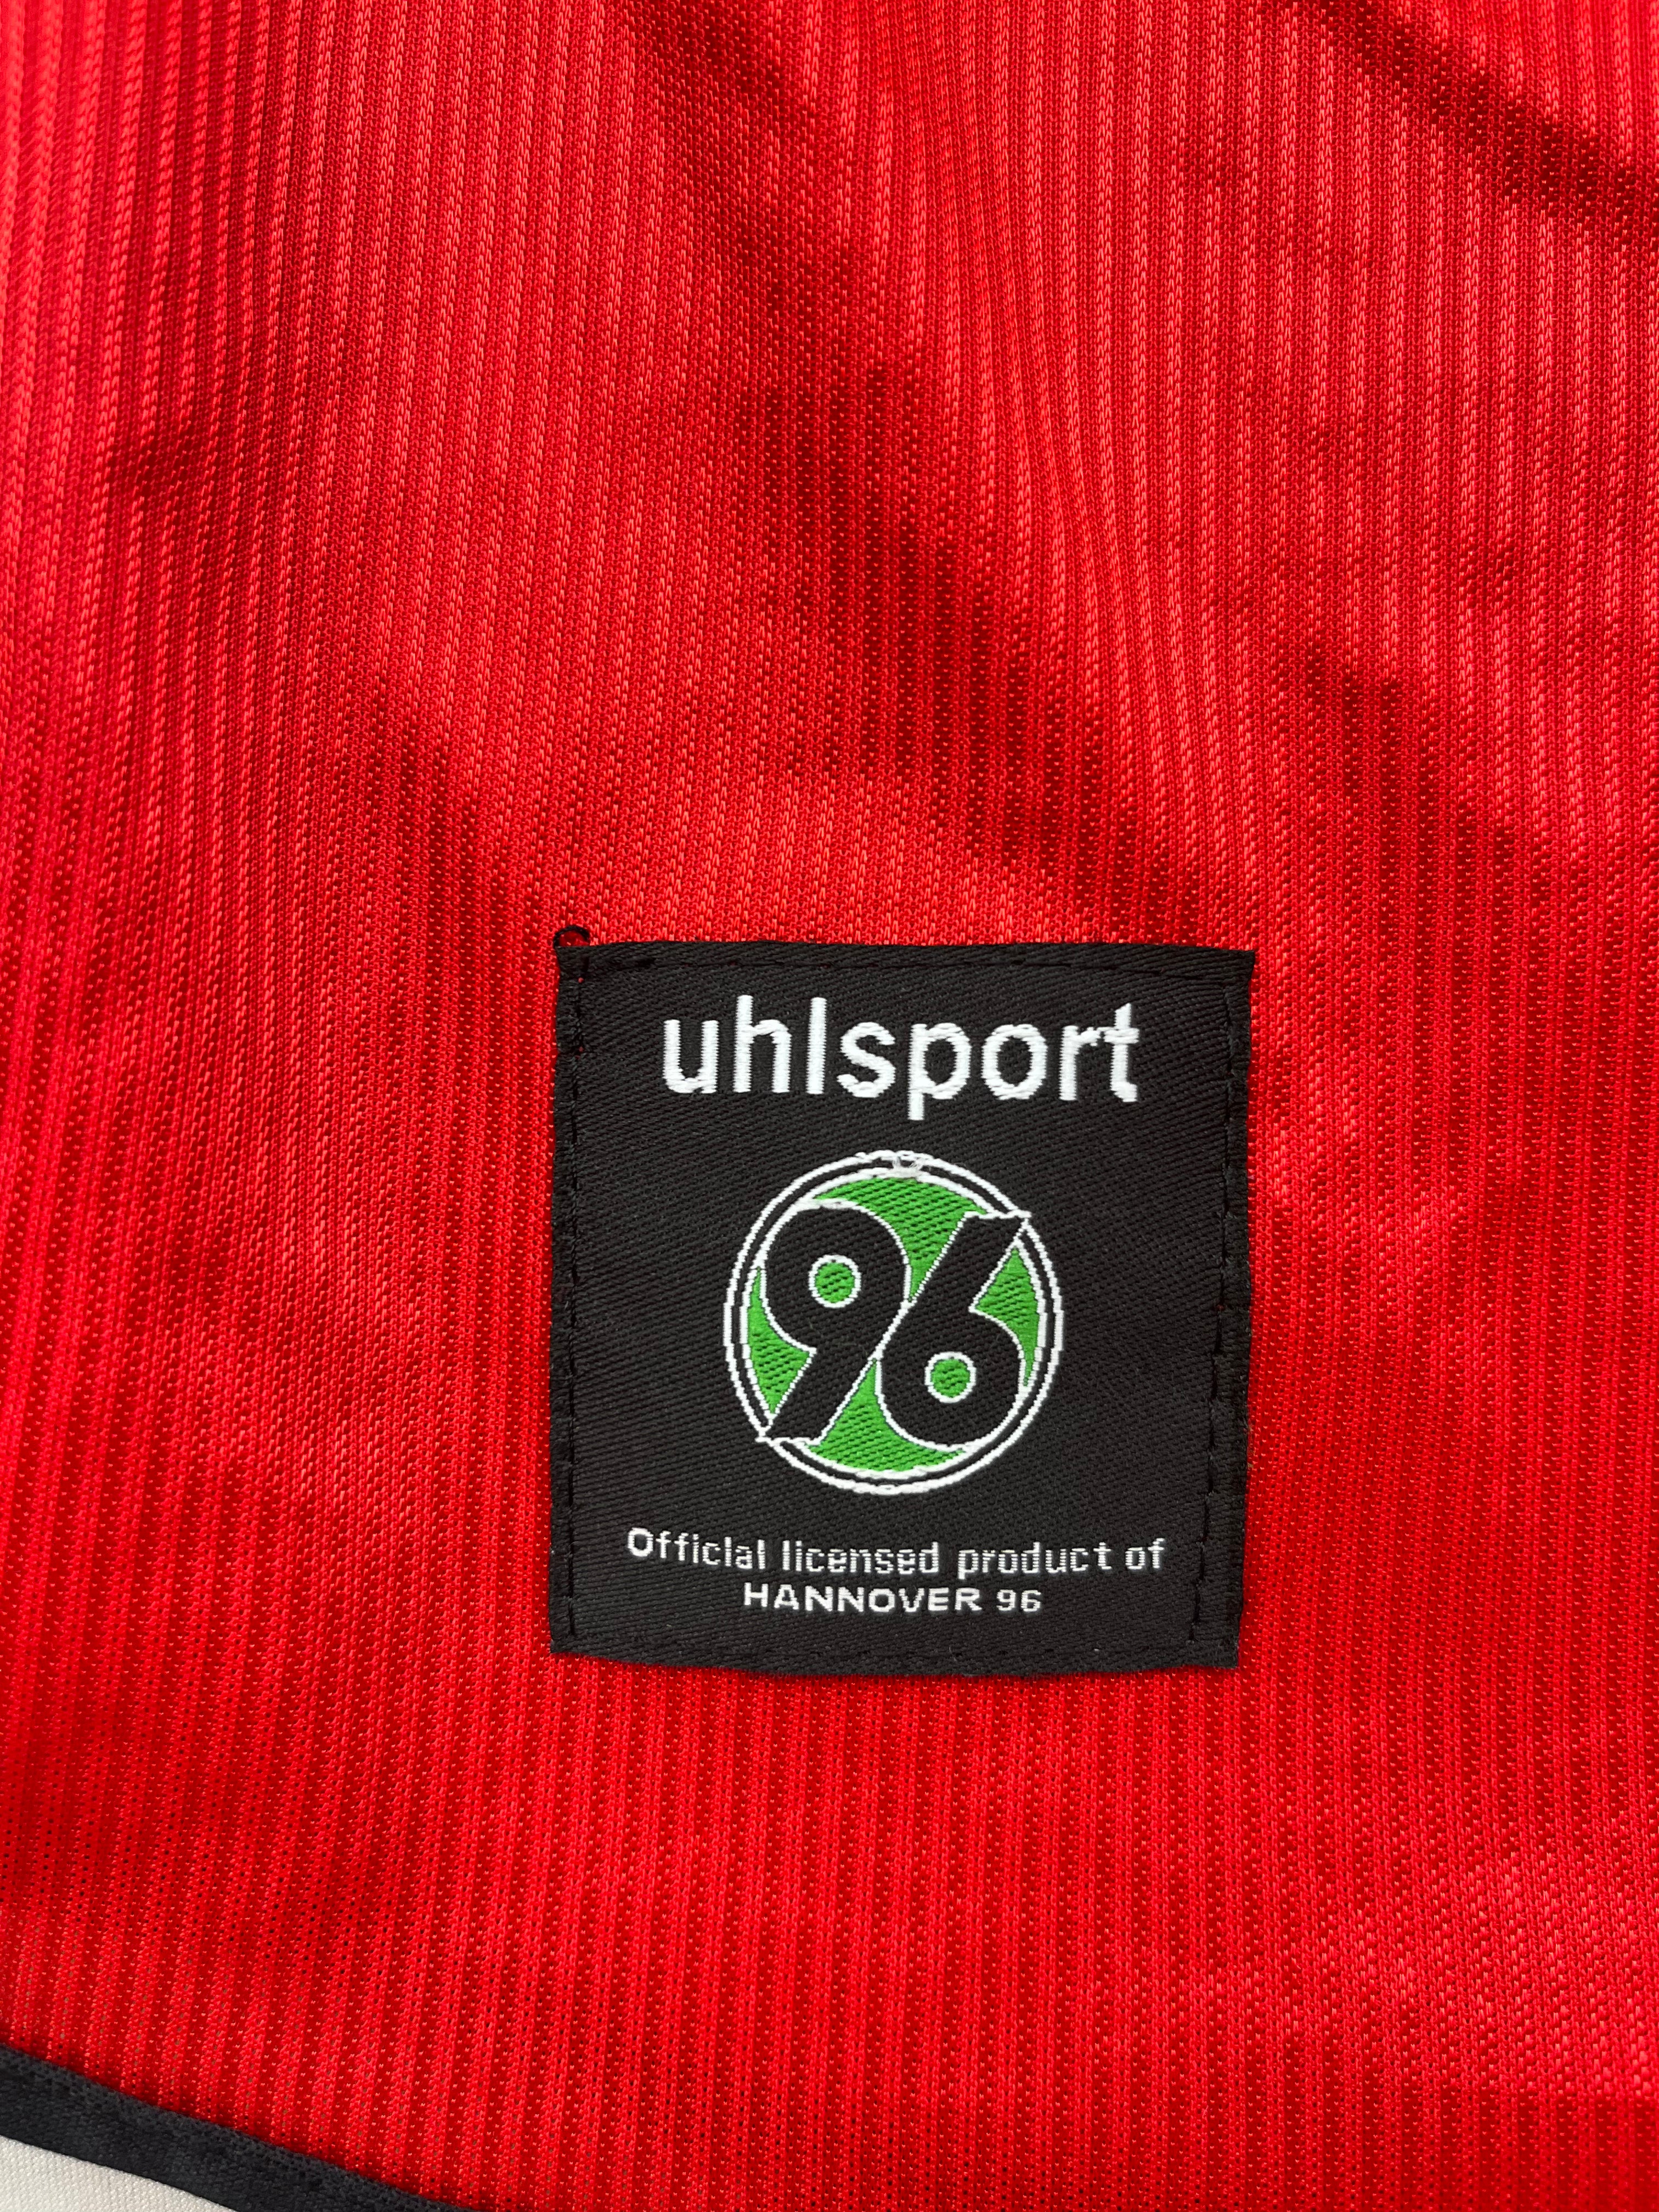 uhlsport
96
Official licensed product of
HANNOVER 96